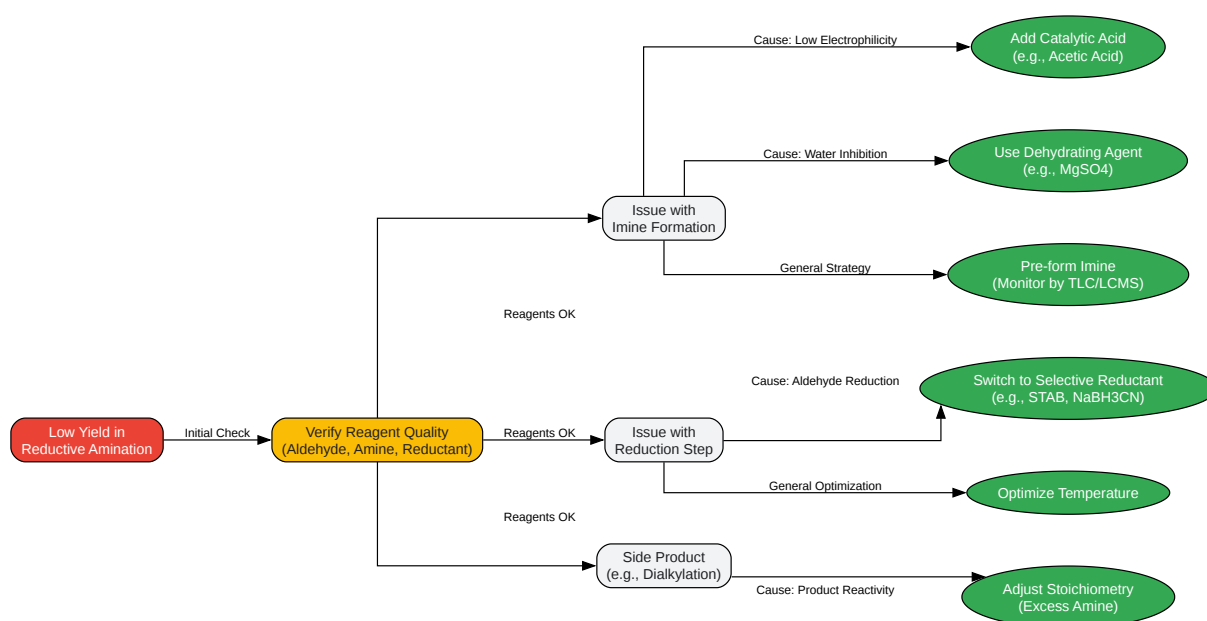 Cause: Low Electrophilicity
Add Catalytic Acid
(e.g., Acetic Acid)
Cause: Water Inhibition
Use Dehydrating Agent
(e.g., MgSO4)
Issue with
Imine Formation
General Strategy
Pre-form Imine
(Monitor by TLC/LCMS)
Reagents OK
Cause: Aldehyde Reduction
Switch to Selective Reductant
(e.g., STAB, NaBH3CN)
Low Yield in
Reductive Amination
Initial Check
Verify Reagent Quality
(Aldehyde, Amine, Reductant)
Reagents OK
Issue with
Reduction Step
General Optimization
Optimize Temperature
Reagents OK
Side Product
(e.g., Dialkylation)
Cause: Product Reactivity
Adjust Stoichiometry
(Excess Amine)